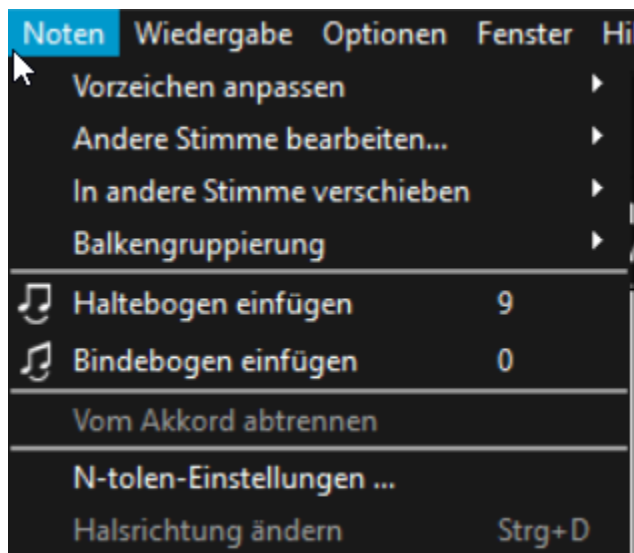 Noten Wiedergabe Optionen Fenster Hi
Vorzeichen anpassen
Andere Stimme bearbeiten...
In andere Stimme verschieben
Balkengruppierung
Haltebogen einfügen 9
Bindebogen einfügen 0
Vom Akkord abtrennen
N-tolen-Einstellungen ...
Halsrichtung ändern Strg+D